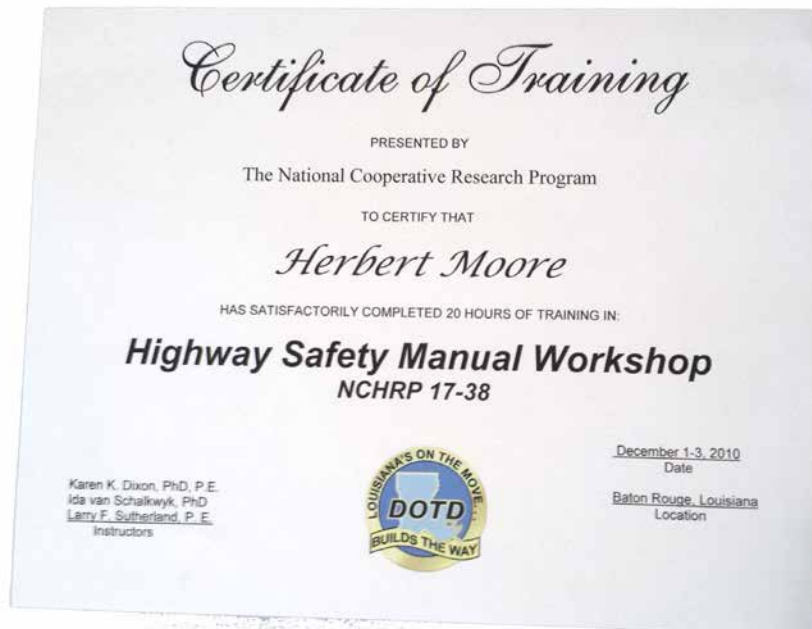 Certificate of Training
PRESENTED BY
The National Cooperative Research Program
TO CERTIFY THAT
Herbert Moore
HAS SATISFACTORILY COMPLETED 20 HOURS OF TRAINING IN:
Highway Safety Manual Workshop
NCHRP 17-38
Karen K. Dixon, PhD, P.E.
Ida van Schalkwyk, PhD
Larry F. Sutherland, P. E.
Instructors
LOUISIANA'S ON THE MOVE...
DOTD
BUILDS THE WAY
December 1-3, 2010
Date
Baton Rouge, Louisiana
Location